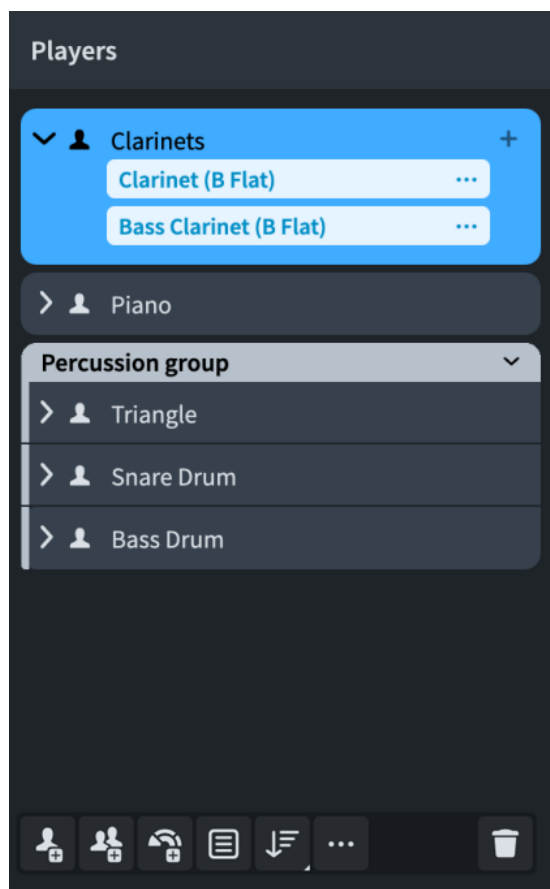 Players
Clarinets
Clarinet (B Flat)
Bass Clarinet (B Flat)
Piano
Percussion group
Triangle
Snare Drum
Bass Drum